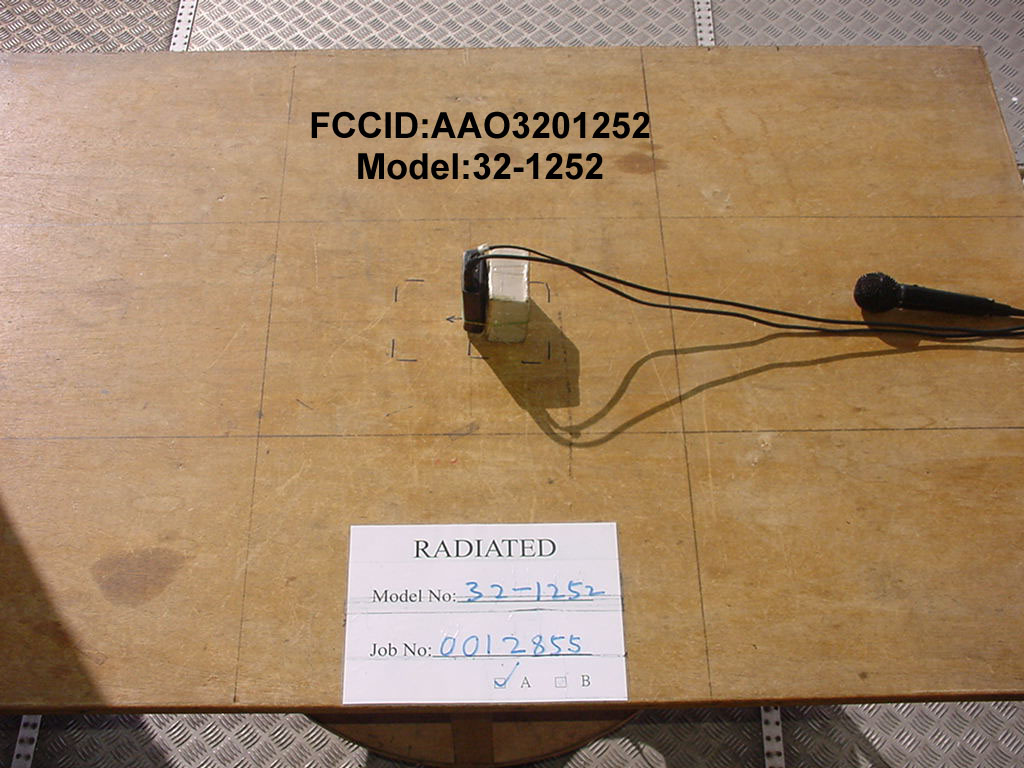 FCCID:AAO3201252
Model:32-1252
RADIATED
Model No: 32-1252
Job No: 0012855
A B